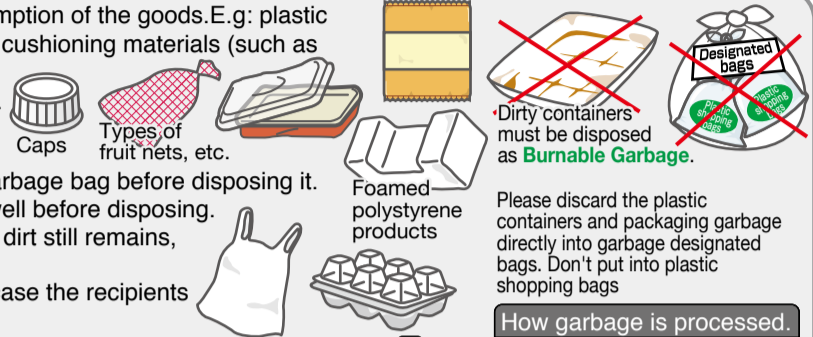 mption of the goods.E.g: plastic
cushioning materials (such as
Caps
Types of
fruit nets, etc.
arbage bag before disposing it.
well before disposing.
dirt still remains,
ase the recipients
Foamed
polystyrene
products
Designated
bags
Plastic
shopping
bags
Plastic
shopping
bags
Dirty containers
must be disposed
as Burnable Garbage.
Please discard the plastic
containers and packaging garbage
directly into garbage designated
bags. Don't put into plastic
shopping bags
How garbage is processed.